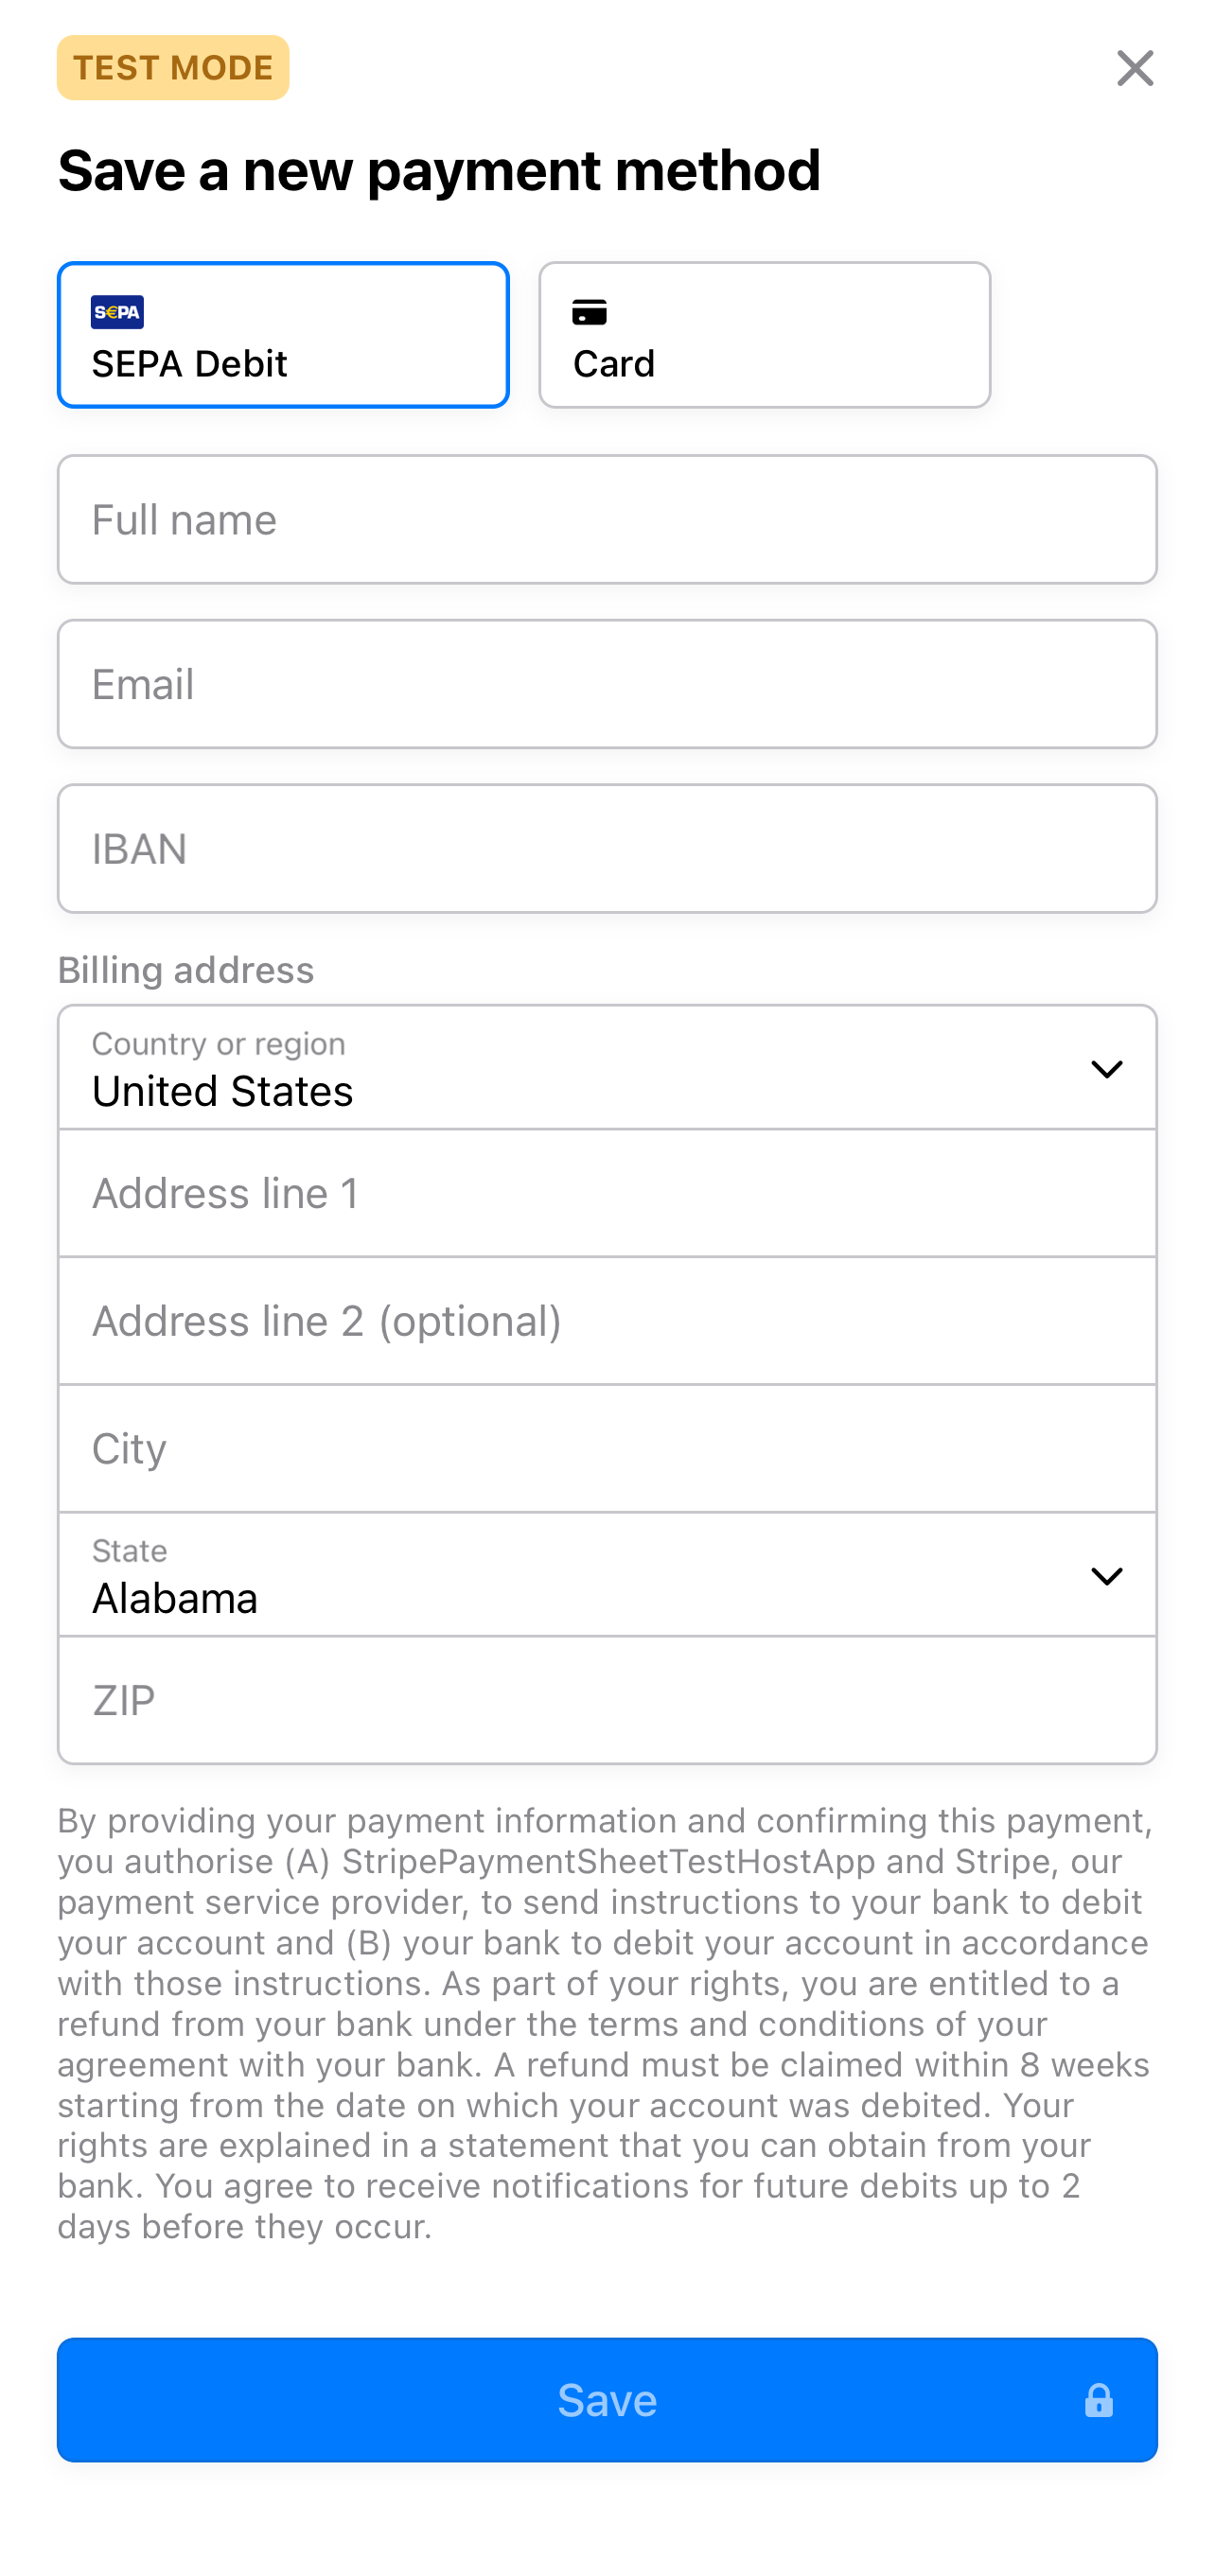 TEST MODE
Save a new payment method
S€PA
SEPA Debit
Card
Full name
Email
IBAN
Billing address
Country or region
United States
Address line 1
Address line 2 (optional)
City
State
Alabama
ZIP
By providing your payment information and confirming this payment,
you authorise (A) StripePaymentSheetTestHostApp and Stripe, our
payment service provider, to send instructions to your bank to debit
your account and (B) your bank to debit your account in accordance
with those instructions. As part of your rights, you are entitled to a
refund from your bank under the terms and conditions of your
agreement with your bank. A refund must be claimed within 8 weeks
starting from the date on which your account was debited. Your
rights are explained in a statement that you can obtain from your
bank. You agree to receive notifications for future debits up to 2
days before they occur.
Save